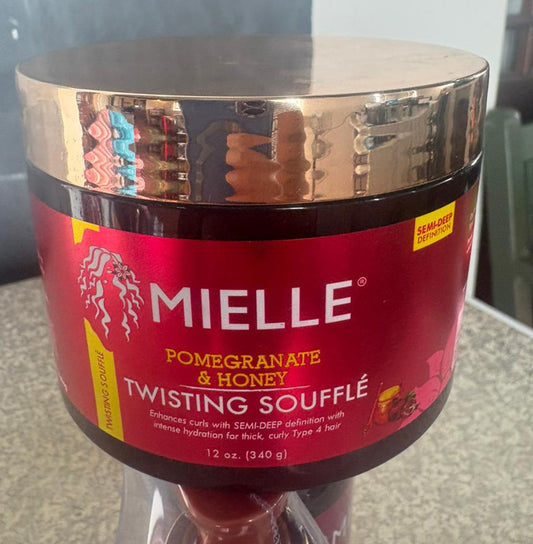 SEMI-DEEP
DEFINITION
MIELLE®
POMEGRANATE
& HONEY
TWISTING SOUFFLÉ
TWISTING SOUFFLÉ
Enhances curls with SEMI-DEEP definition with
intense hydration for thick, curly Type 4 hair
12 oz. (340 g)
MIELLE